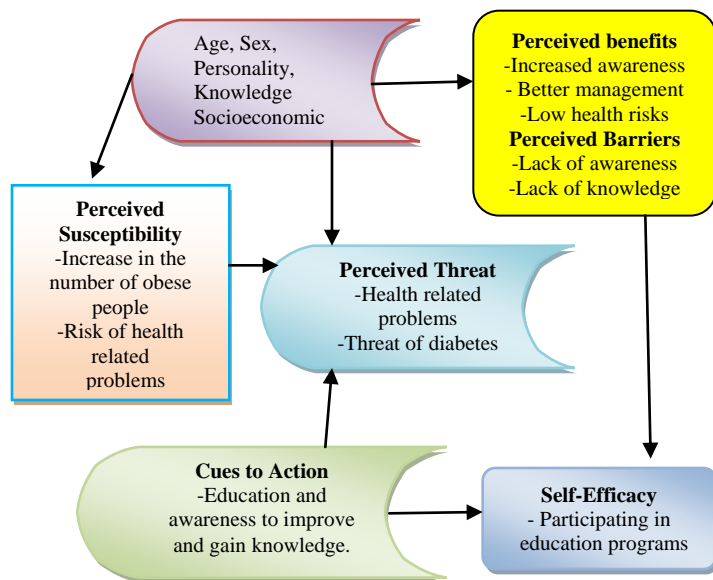 Age, Sex,
Personality,
Knowledge
Socioeconomic
Perceived benefits
-Increased awareness
- Better management
-Low health risks
Perceived Barriers
-Lack of awareness
-Lack of knowledge
Perceived
Susceptibility
-Increase in the
number of obese
people
-Risk of health
related
problems
Perceived Threat
-Health related
problems
-Threat of diabetes
Cues to Action
-Education and
awareness to improve
and gain knowledge.
Self-Efficacy
- Participating in
education programs